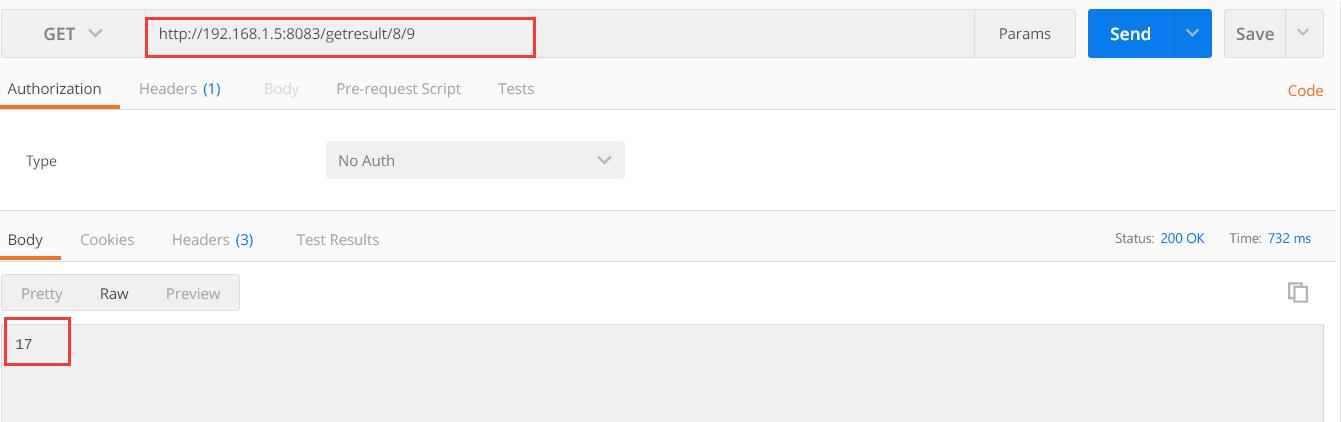 GET http://192.168.1.5:8083/getresult/8/9 Params Send Save
Authorization Headers (1) Body Pre-request Script Tests Code
Type No Auth
Body Cookies Headers (3) Test Results Status: 200 OK Time: 732 ms
Pretty Raw Preview
17